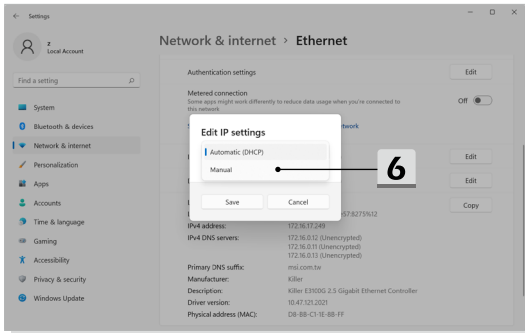 Settings
z
Local Account
Find a setting
System
Bluetooth & devices
Network & internet
Personalization
Apps
Accounts
Time & language
Gaming
Accessibility
Privacy & security
Windows Update
Network & internet > Ethernet
Authentication settings
Edit
Metered connection
Some apps might work differently to reduce data usage when you're connected to
this network
Off
Edit IP settings
Automatic (DHCP)
Manual
6
Save
Cancel
Edit
Edit
Copy
IPv4 address: 172.16.17.249
IPv4 DNS servers: 172.16.0.12 (Unencrypted)
172.16.0.11 (Unencrypted)
172.16.0.13 (Unencrypted)
Primary DNS suffix: msi.com.tw
Manufacturer: Killer
Description: Killer E3100G 2.5 Gigabit Ethernet Controller
Driver version: 10.47.121.2021
Physical address (MAC): D8-BB-C1-1E-8B-FF